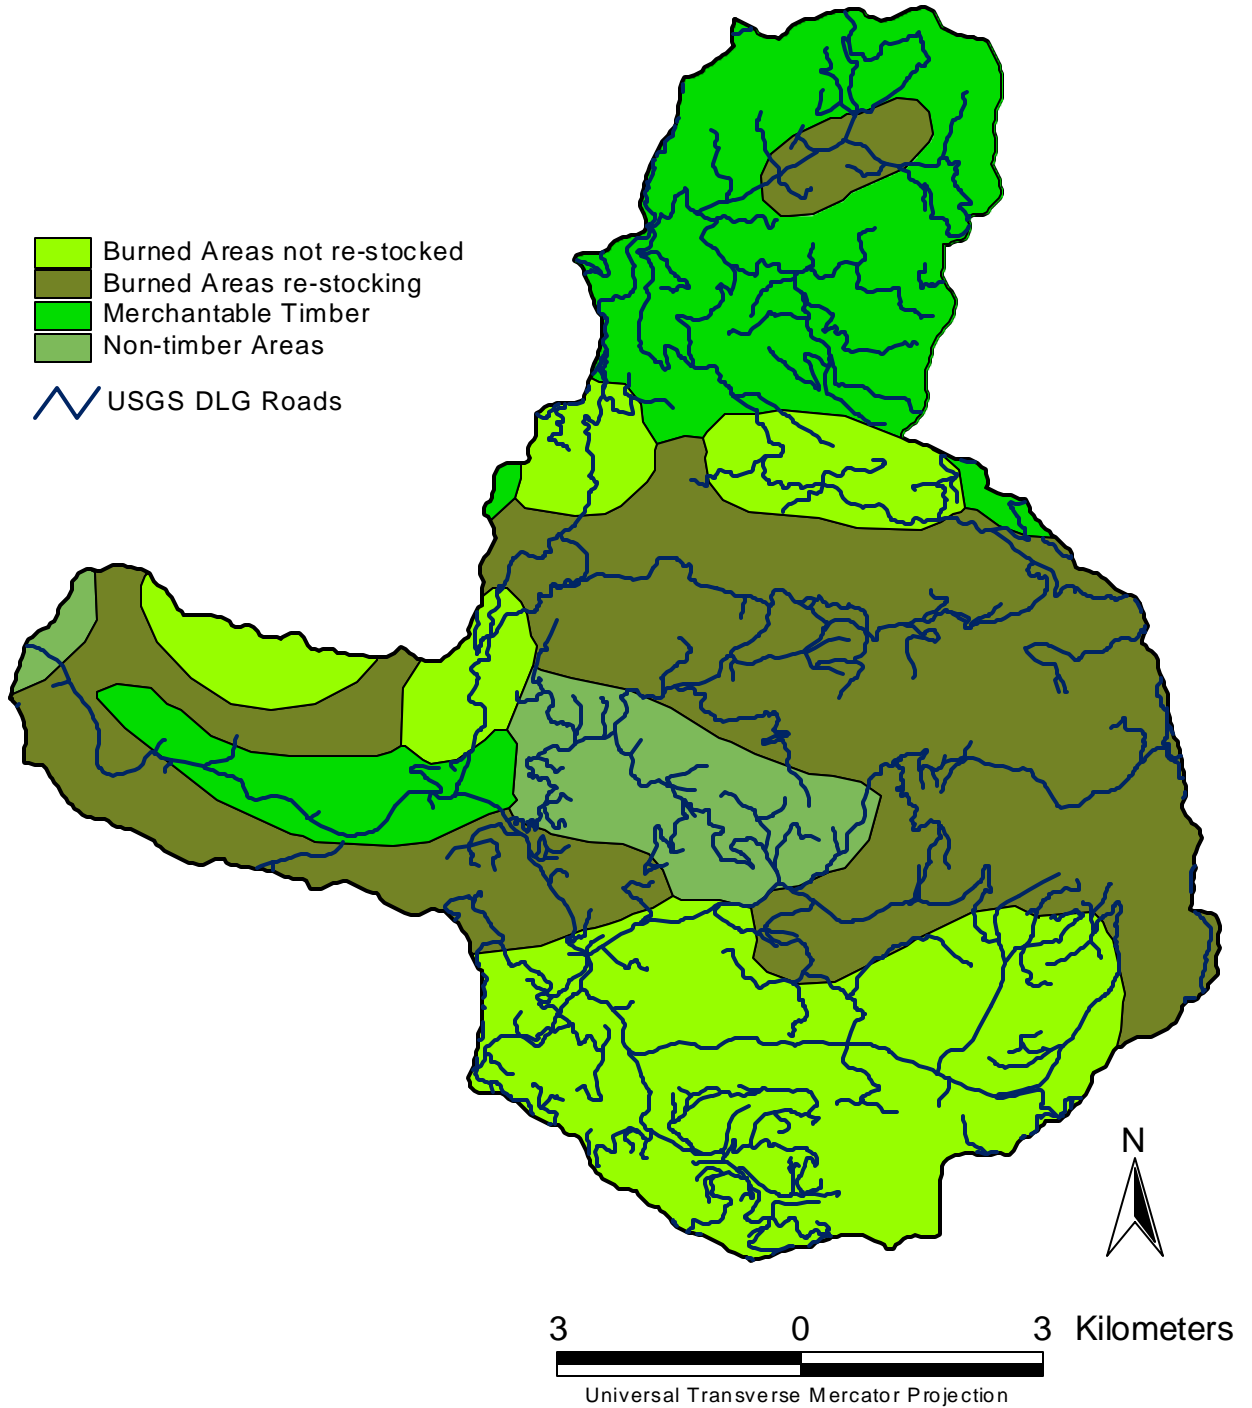 Burned Areas not re-stocked
Burned Areas re-stocking
Merchantable Timber
Non-timber Areas
USGS DLG Roads
N
3 0 3 Kilometers
Universal Transverse Mercator Projection